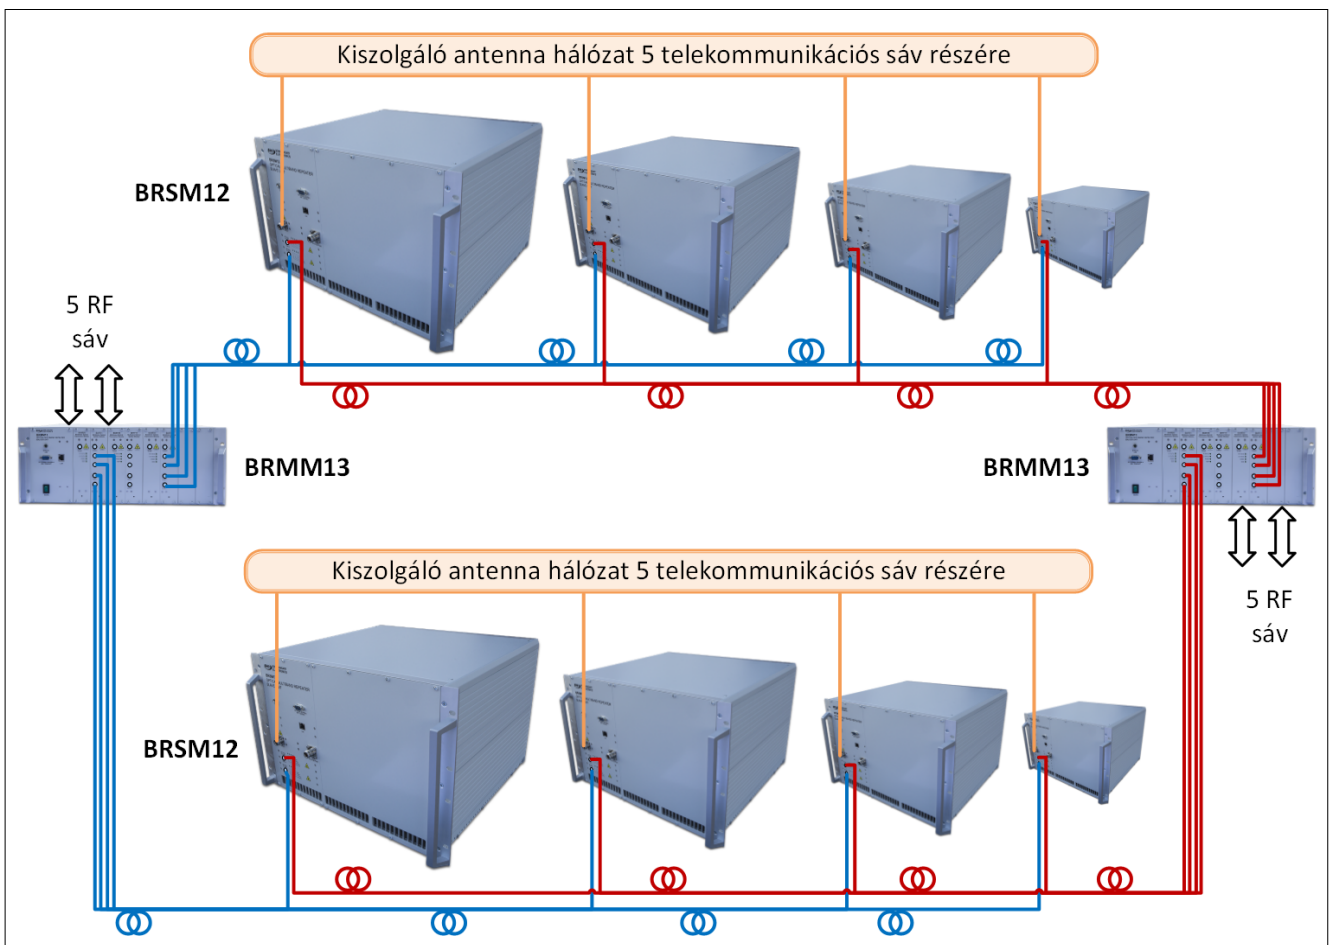 Kiszolgáló antenna hálózat 5 telekommunikációs sáv részére
BRSM12
5 RF
sáv
BRMM13
BRMM13
Kiszolgáló antenna hálózat 5 telekommunikációs sáv részére
5 RF
sáv
BRSM12